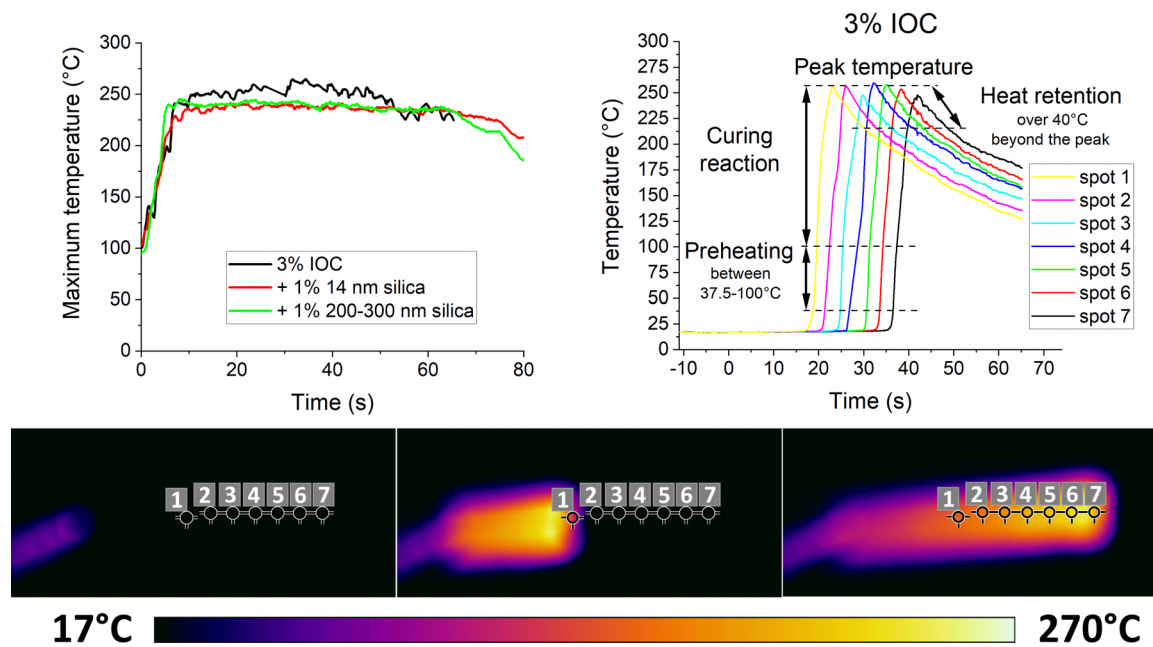 300
250
200
150
100
50
0
Maximum temperature (°C)
3% IOC
+ 1% 14 nm silica
+ 1% 200-300 nm silica
0 20 40 60 80
Time (s)
3% IOC
300
275
250
225
200
175
150
125
100
75
50
25
0
Temperature (°C)
Peak temperature
Heat retention
over 40°C
beyond the peak
Curing
reaction
Preheating
between
37.5-100°C
spot 1
spot 2
spot 3
spot 4
spot 5
spot 6
spot 7
-10 0 10 20 30 40 50 60 70
Time (s)
1 2 3 4 5 6 7
1 2 3 4 5 6 7
1 2 3 4 5 6 7
17°C 270°C